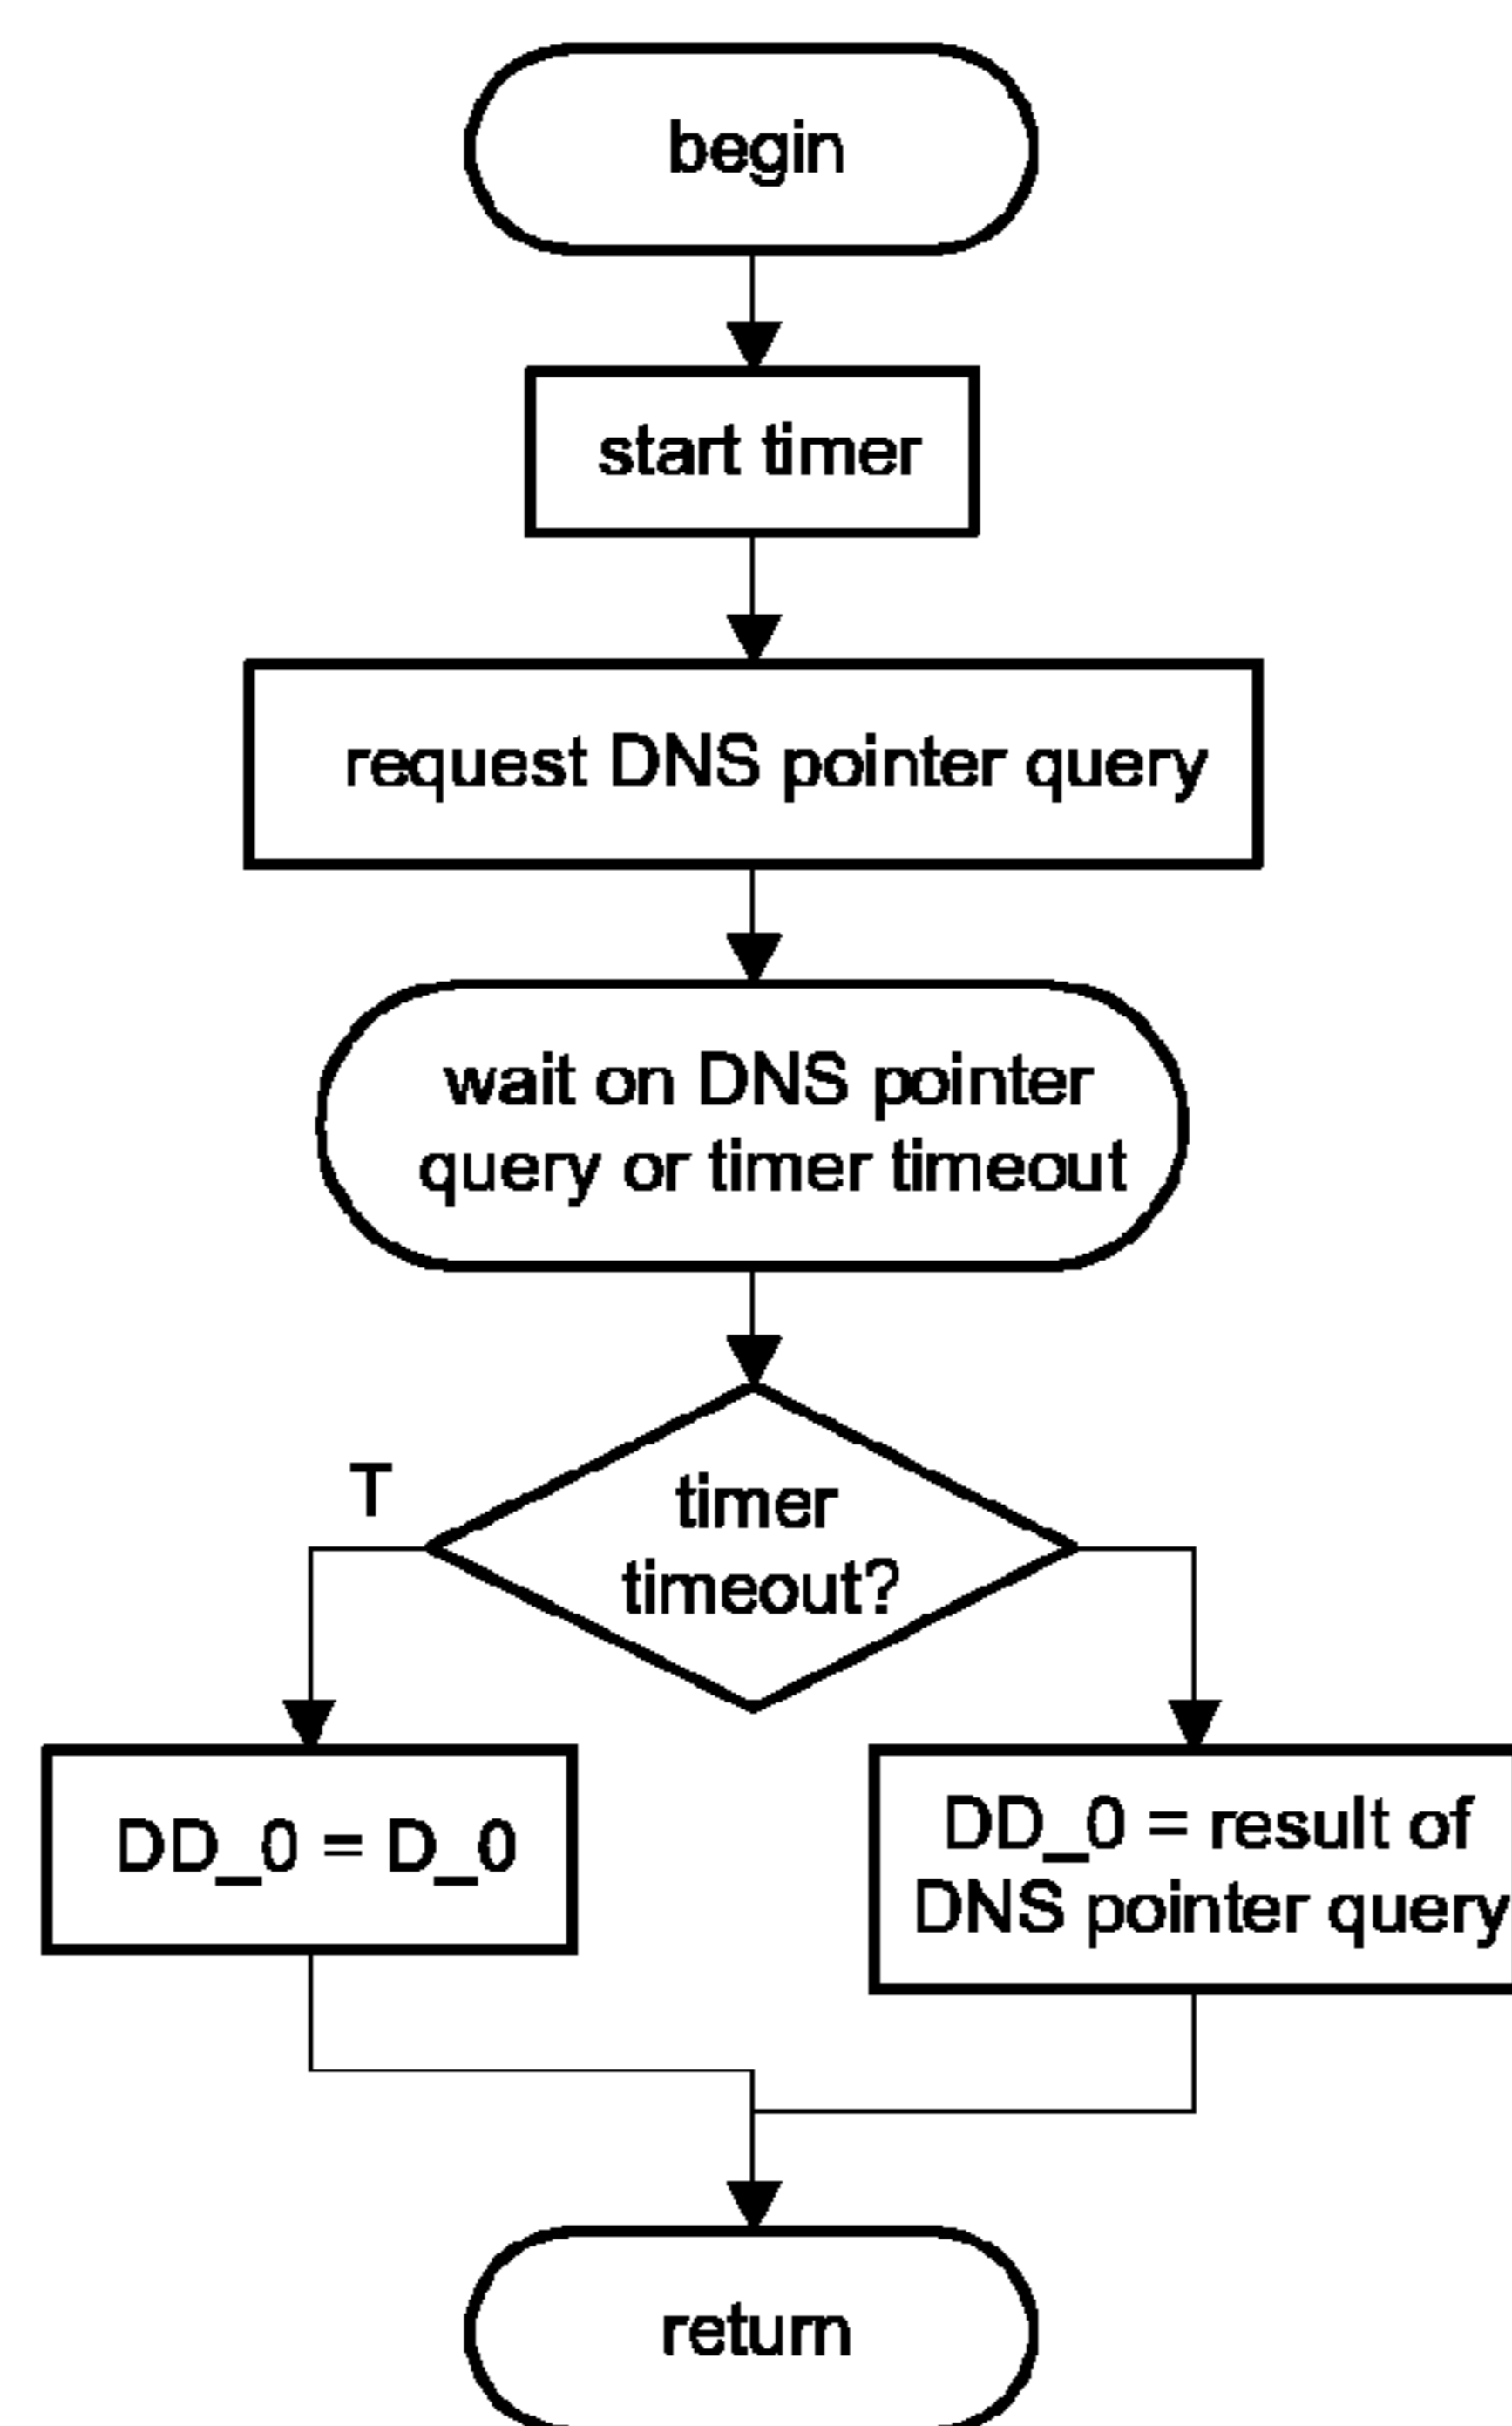 begin
start timer
request DNS pointer query
wait on DNS pointer
query or timer timeout
T
timer
timeout?
DD_0 = D_0
DD_0 = result of
DNS pointer query
return